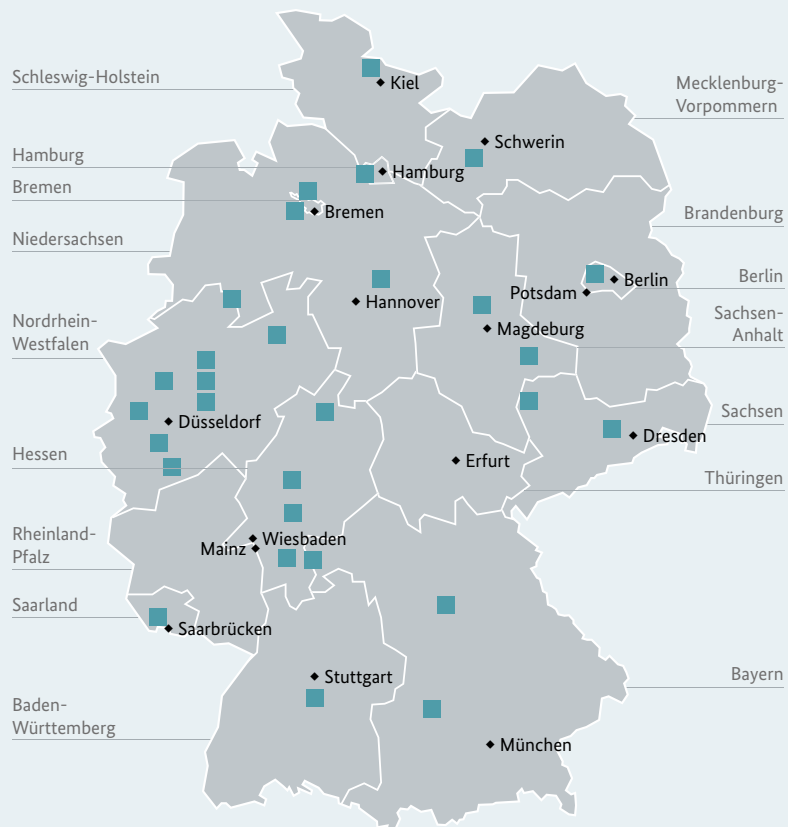 Schleswig-Holstein
Kiel
Mecklenburg-
Vorpommern
Schwerin
Hamburg
Hamburg
Bremen
Bremen
Brandenburg
Niedersachsen
Berlin
Berlin
Potsdam
Hannover
Sachsen-
Anhalt
Nordrhein-
Westfalen
Magdeburg
Sachsen
Düsseldorf
Dresden
Hessen
Erfurt
Thüringen
Rheinland-
Pfalz
Wiesbaden
Mainz
Saarland
Saarbrücken
Stuttgart
Bayern
Baden-
Württemberg
München